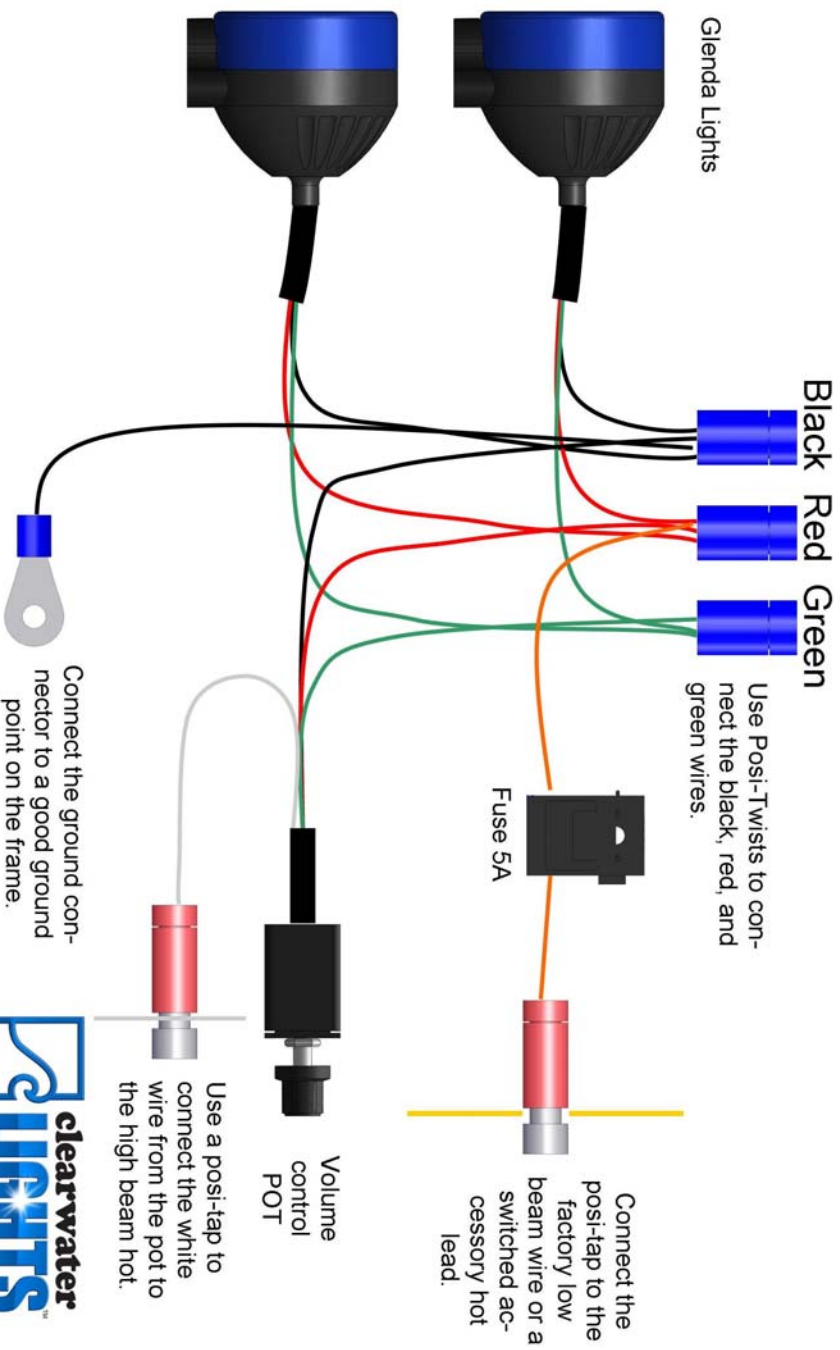 Glenda Lights
Black Red Green
Use Posi-Twists to con-
nect the black, red, and
green wires.
Fuse 5A
Connect the
posi-tap to the
factory low
beam wire or a
switched ac-
cessory hot
lead.
Volume
control
POT
Use a posi-tap to
connect the white
wire from the pot to
the high beam hot.
Connect the ground con-
nector to a good ground
point on the frame.
clearwater
LIGHTS™